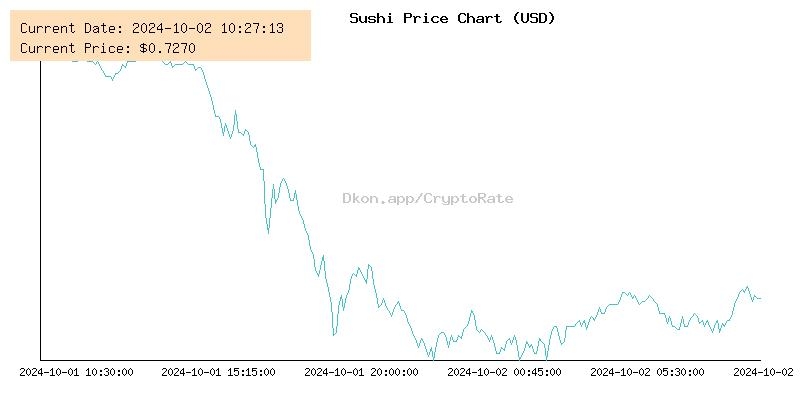 Sushi Price Chart (USD)
Current Date: 2024-10-02 10:27:13
Current Price: $0.7270
Dkon.app/CryptoRate
2024-10-01 10:30:00 2024-10-01 15:15:00 2024-10-01 20:00:00 2024-10-02 00:45:00 2024-10-02 05:30:00 2024-10-02